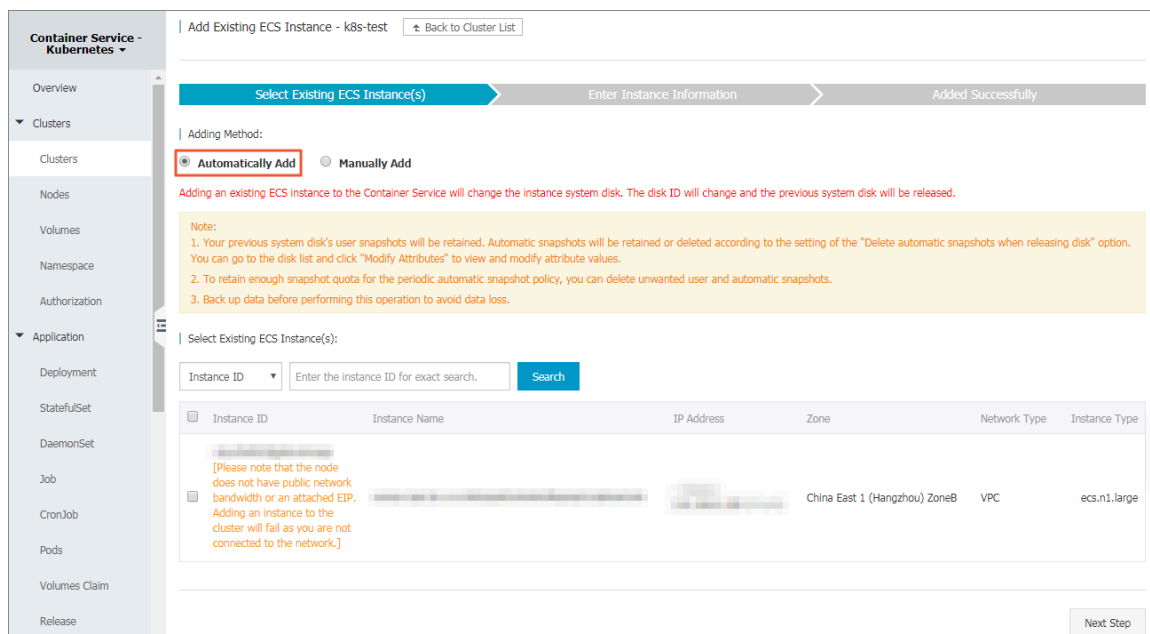 Container Service -
Kubernetes
Overview
Clusters
Clusters
Nodes
Volumes
Namespace
Authorization
Application
Deployment
StatefulSet
DaemonSet
Job
CronJob
Pods
Volumes Claim
Release
Add Existing ECS Instance - k8s-test
Back to Cluster List
Select Existing ECS Instance(s)
Enter Instance Information
Added Successfully
Adding Method:
Automatically Add
Manually Add
Adding an existing ECS instance to the Container Service will change the instance system disk. The disk ID will change and the previous system disk will be released.
Note:
1. Your previous system disk's user snapshots will be retained. Automatic snapshots will be retained or deleted according to the setting of the "Delete automatic snapshots when releasing disk" option.
You can go to the disk list and click "Modify Attributes" to view and modify attribute values.
2. To retain enough snapshot quota for the periodic automatic snapshot policy, you can delete unwanted user and automatic snapshots.
3. Back up data before performing this operation to avoid data loss.
Select Existing ECS Instance(s):
Instance ID
Enter the instance ID for exact search.
Search
Instance ID
Instance Name
IP Address
Zone
Network Type
Instance Type
[Please note that the node
does not have public network
bandwidth or an attached EIP.
Adding an instance to the
cluster will fail as you are not
connected to the network.]
China East 1 (Hangzhou) ZoneB
VPC
ecs.n1.large
Next Step